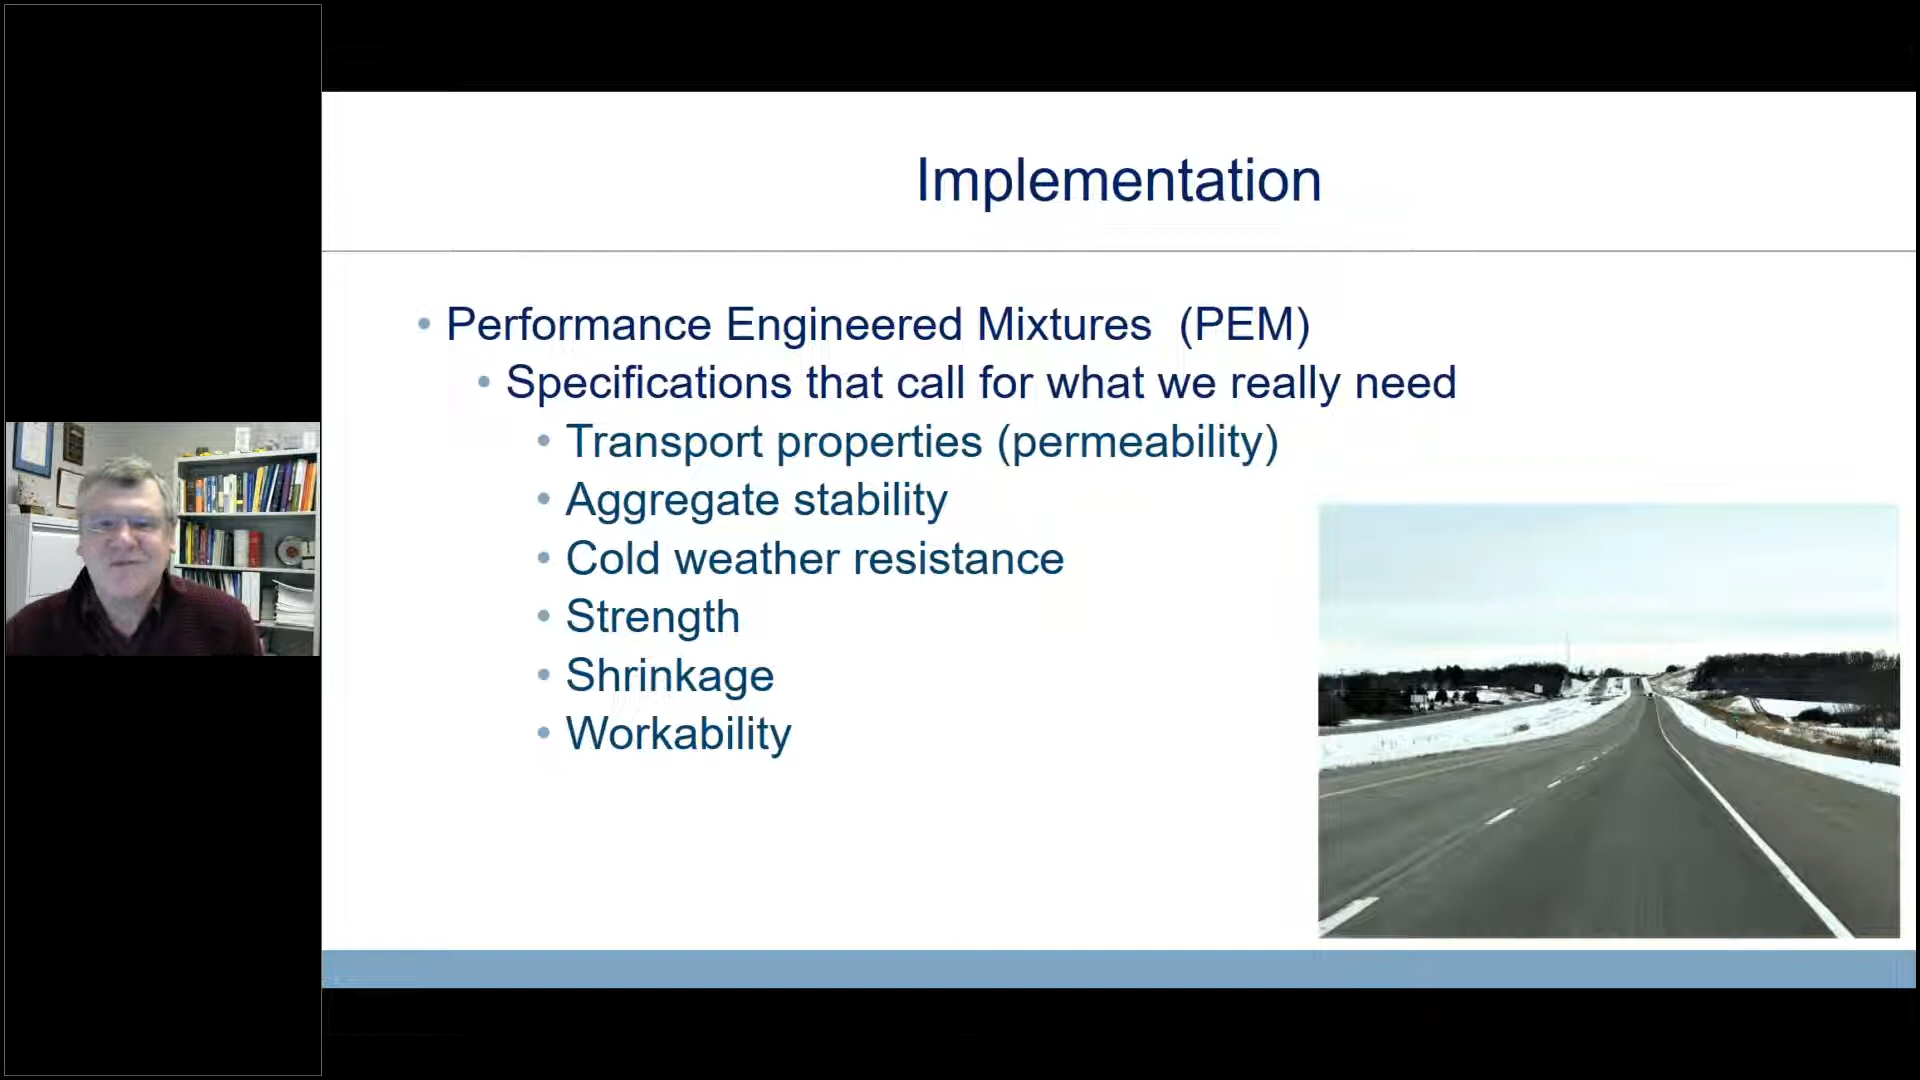 Implementation
Performance Engineered Mixtures (PEM)
Specifications that call for what we really need
Transport properties (permeability)
Aggregate stability
Cold weather resistance
Strength
Shrinkage
Workability